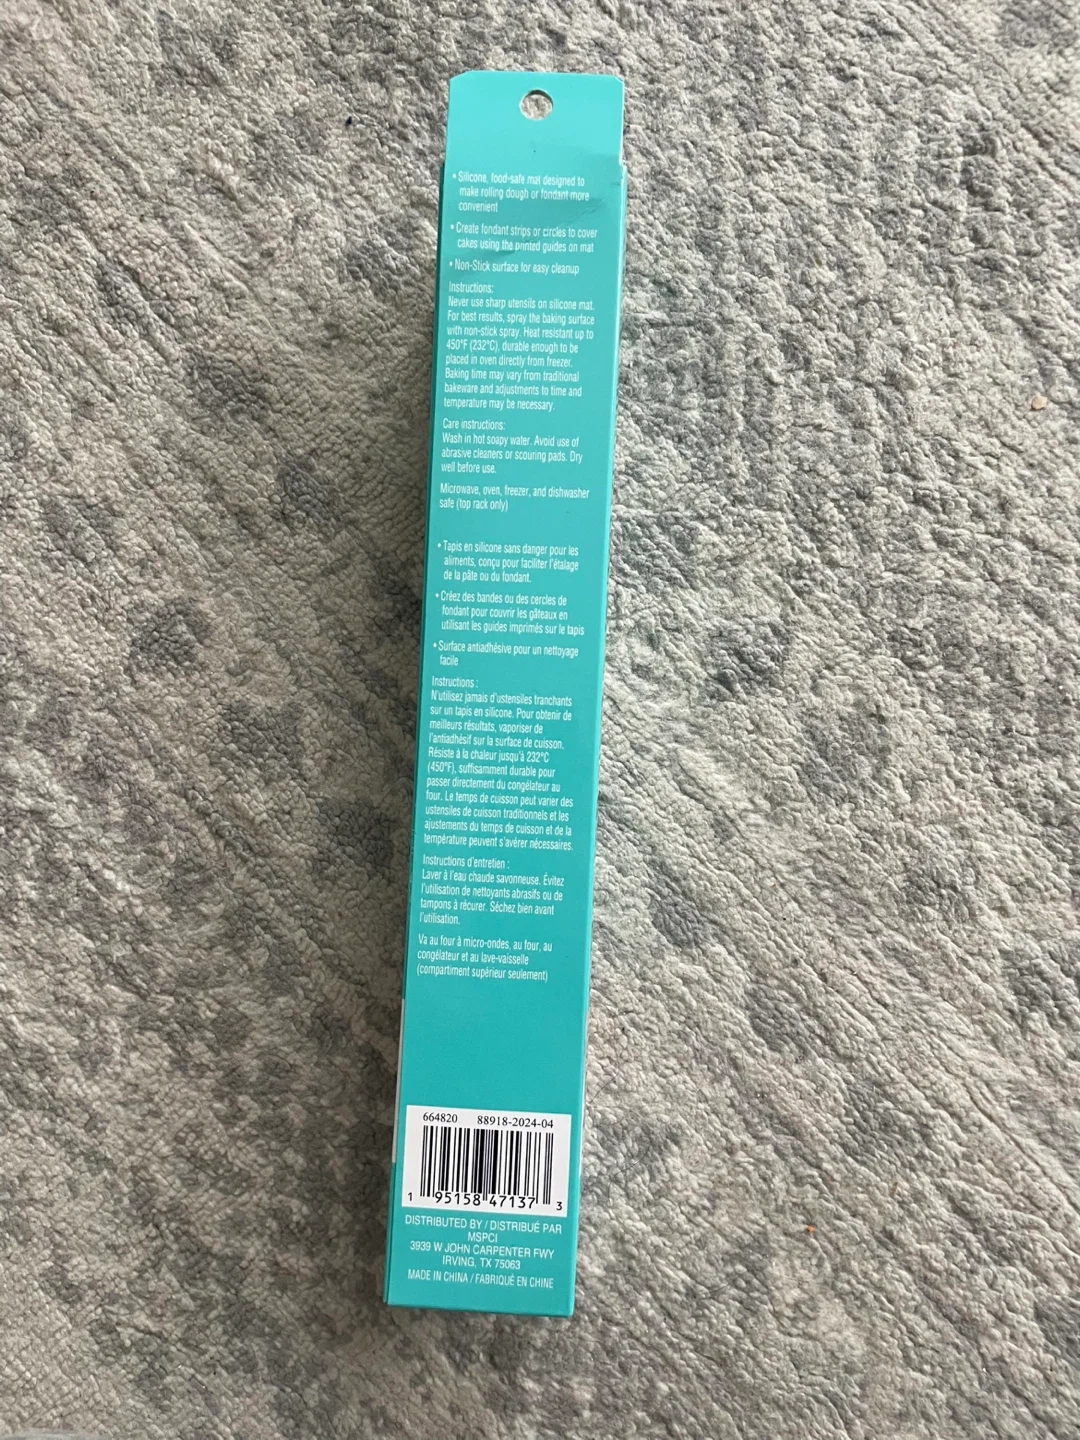 • Silicone, food-safe mat designed to
make rolling dough or fondant more
convenient
• Create fondant strips or circles to cover
cakes using the printed guides on mat
• Non-Stick surface for easy cleanup
Instructions:
Never use sharp utensils on silicone mat.
For best results, spray the baking surface
with non-stick spray. Heat resistant up to
450°F (232°C), durable enough to be
placed in oven directly from freezer.
Baking time may vary from traditional
bakeware and adjustments to time and
temperature may be necessary.
Care instructions:
Wash in hot soapy water. Avoid use of
abrasive cleaners or scouring pads. Dry
well before use.
Microwave, oven, freezer, and dishwasher
safe (top rack only)
• Tapis en silicone sans danger pour les
aliments, conçu pour faciliter l'étalage
de la pâte ou du fondant.
• Créez des bandes ou des cercles de
fondant pour couvrir les gâteaux en
utilisant les guides imprimés sur le tapis
• Surface antiadhésive pour un nettoyage
facile
Instructions :
N'utilisez jamais d'ustensiles tranchants
sur un tapis en silicone. Pour obtenir de
meilleurs résultats, vaporiser de
l'antiadhésif sur la surface de cuisson.
Résiste à la chaleur jusqu'à 232°C
(450°F), suffisamment durable pour
passer directement du congélateur au
four. Le temps de cuisson peut varier des
ustensiles de cuisson traditionnels et les
ajustements du temps de cuisson et de la
température peuvent s'avérer nécessaires.
Instructions d'entretien :
Laver à l'eau chaude savonneuse. Évitez
l'utilisation de nettoyants abrasifs ou de
tampons à récurer. Séchez bien avant
l'utilisation.
Va au four à micro-ondes, au four, au
congélateur et au lave-vaisselle
(compartiment supérieur seulement)
664820 88918-2024-04
1 95158 47137 3
DISTRIBUTED BY / DISTRIBUÉ PAR
MSPCI
3939 W JOHN CARPENTER FWY
IRVING, TX 75063
MADE IN CHINA / FABRIQUÉ EN CHINE